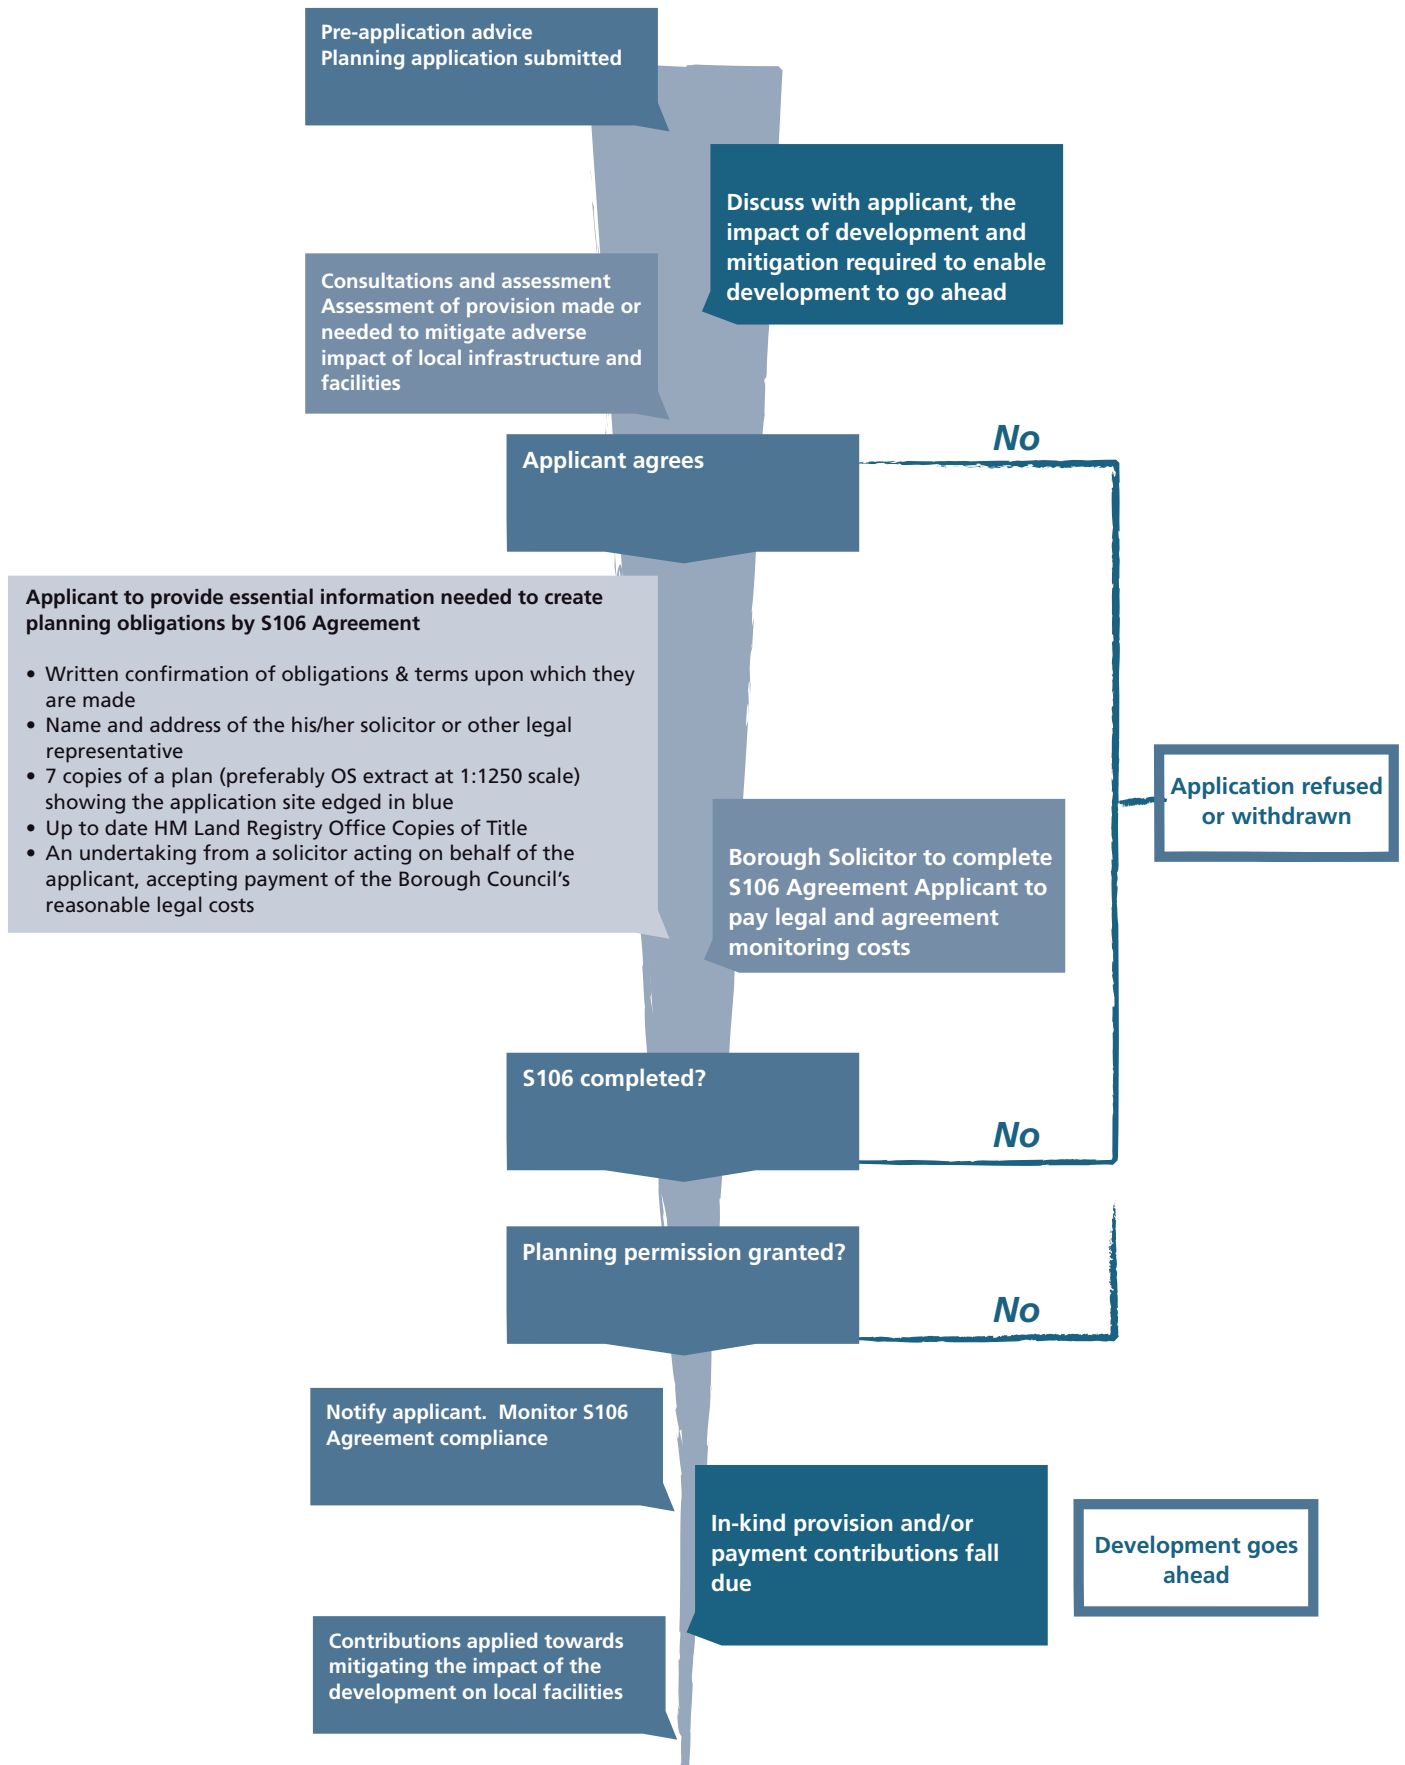 Pre-application advice
Planning application submitted
Discuss with applicant, the
impact of development and
mitigation required to enable
development to go ahead
Consultations and assessment
Assessment of provision made or
needed to mitigate adverse
impact of local infrastructure and
facilities
No
Applicant agrees
Applicant to provide essential information needed to create
planning obligations by S106 Agreement
• Written confirmation of obligations & terms upon which they
are made
• Name and address of the his/her solicitor or other legal
representative
• 7 copies of a plan (preferably OS extract at 1:1250 scale)
showing the application site edged in blue
• Up to date HM Land Registry Office Copies of Title
• An undertaking from a solicitor acting on behalf of the
applicant, accepting payment of the Borough Council’s
reasonable legal costs
Application refused
or withdrawn
Borough Solicitor to complete
S106 Agreement Applicant to
pay legal and agreement
monitoring costs
S106 completed?
No
Planning permission granted?
No
Notify applicant.  Monitor S106
Agreement compliance
In-kind provision and/or
payment contributions fall
due
Development goes
ahead
Contributions applied towards
mitigating the impact of the
development on local facilities